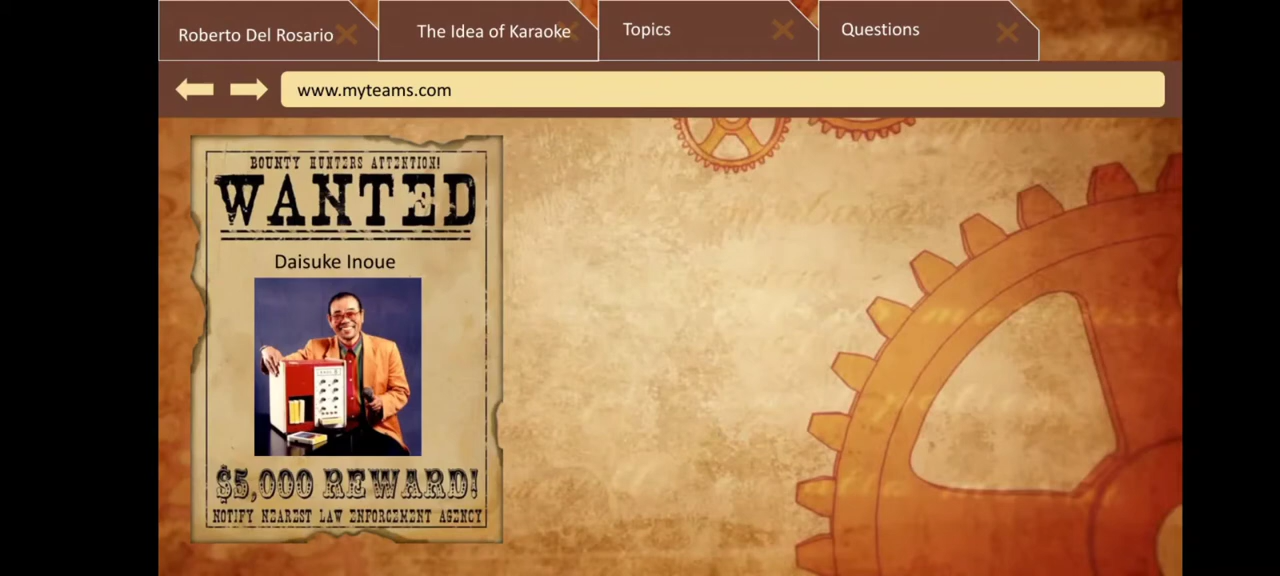 Roberto Del Rosario
The Idea of Karaoke
Topics
Questions
www.myteams.com
BOUNTY HUNTERS ATTENTION!
WANTED
Daisuke Inoue
$5,000 REWARD!
NOTIFY NEAREST LAW ENFORCEMENT AGENCY